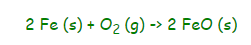 2 Fe (s) + O₂ (g) -> 2 FeO (s)